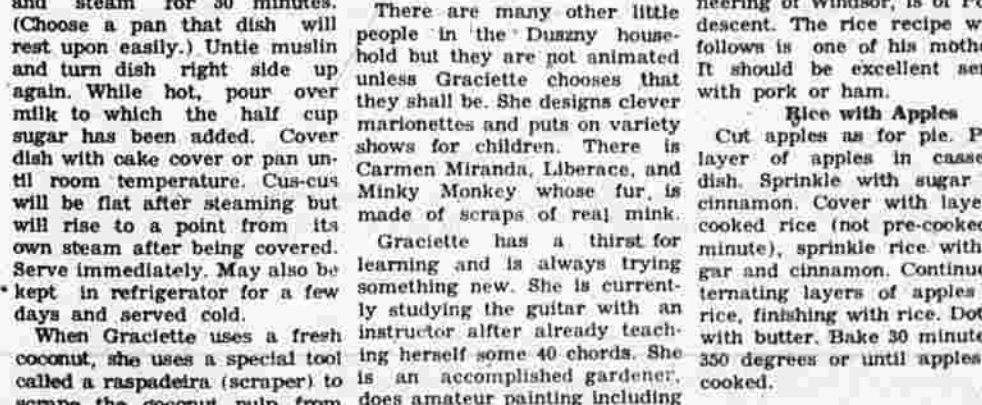 and steam for 30 minutes.
(Choose a pan that dish will
rest upon easily.) Untie muslin
and turn dish right side up
again. While hot, pour over
milk to which the half cup
sugar has been added. Cover
dish with cake cover or pan un-
til room temperature. Cus-cus
will be flat after steaming but
will rise to a point from its
own steam after being covered.
Serve immediately. May also be
kept in refrigerator for a few
days and served cold.
When Graciette uses a fresh
coconut, she uses a special tool
called a raspadeira (scraper) to
scrape the coconut pulp from
There are many other little
people in the Duszny house-
hold but they are not animated
unless Graciette chooses that
they shall be. She designs clever
marionettes and puts on variety
shows for children. There is
Carmen Miranda, Liberace, and
Minky Monkey whose fur is
made of scraps of real mink.
Graciette has a thirst for
learning and is always trying
something new. She is current-
ly studying the guitar with an
instructor alfter already teach-
ing herself some 40 chords. She
is an accomplished gardener,
does amateur painting including
neering of Windsor, is of
descent. The rice recipe
follows is one of his
It should be excellent
with pork or ham.
Rice with Apples
Cut apples as for pie.
layer of apples in
dish. Sprinkle with sugar
cinnamon. Cover with
cooked rice (not
minute), sprinkle rice with
gar and cinnamon.
ternating layers of apples
rice, finishing with rice.
with butter. Bake 30
350 degrees or until apples
cooked.